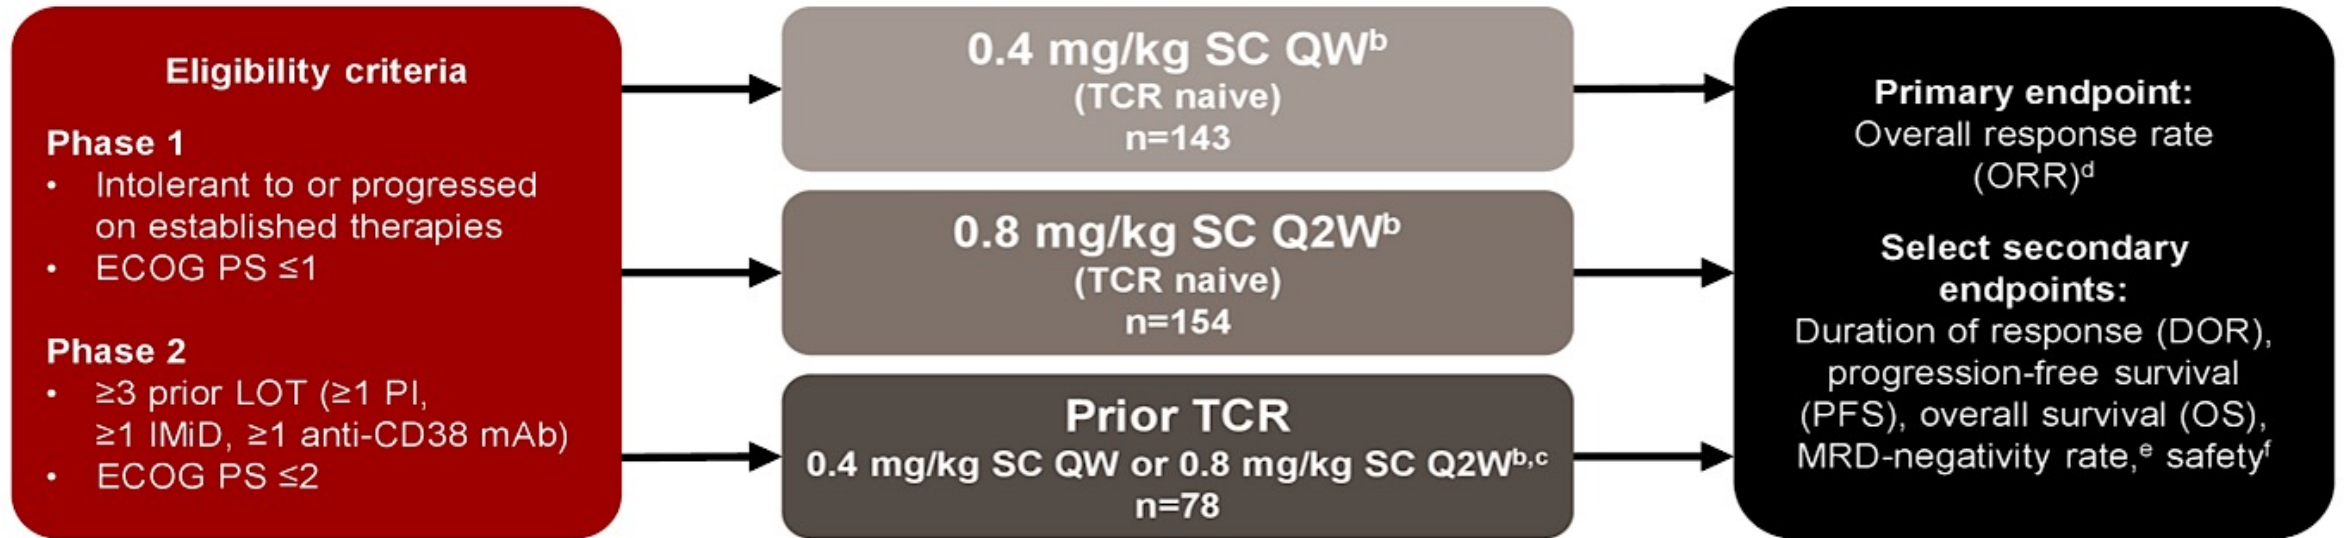 Eligibility criteria
Phase 1
• Intolerant to or progressed
on established therapies
• ECOG PS ≤1
Phase 2
• ≥3 prior LOT (≥1 PI,
≥1 IMiD, ≥1 anti-CD38 mAb)
• ECOG PS ≤2
0.4 mg/kg SC QWᵇ
(TCR naive)
n=143
0.8 mg/kg SC Q2Wᵇ
(TCR naive)
n=154
Prior TCR
0.4 mg/kg SC QW or 0.8 mg/kg SC Q2Wᵇ,ᶜ
n=78
Primary endpoint:
Overall response rate
(ORR)ᵈ
Select secondary
endpoints:
Duration of response (DOR),
progression-free survival
(PFS), overall survival (OS),
MRD-negativity rate,ᵉ safetyᶠ